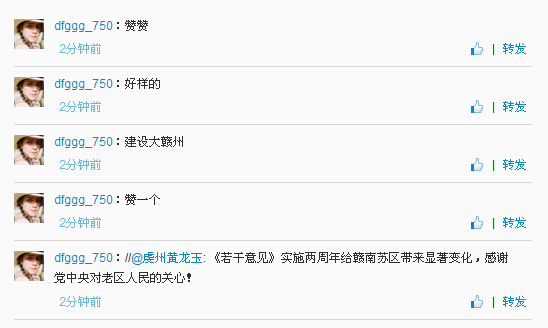 dfggg_750：赞赞
2分钟前 转发
dfggg_750：好样的
2分钟前 转发
dfggg_750：建设大赣州
2分钟前 转发
dfggg_750：赞一个
2分钟前 转发
dfggg_750：//@虔州黄龙玉:《若干意见》实施两周年给赣南苏区带来显著变化，感谢
党中央对老区人民的关心！
2分钟前 转发